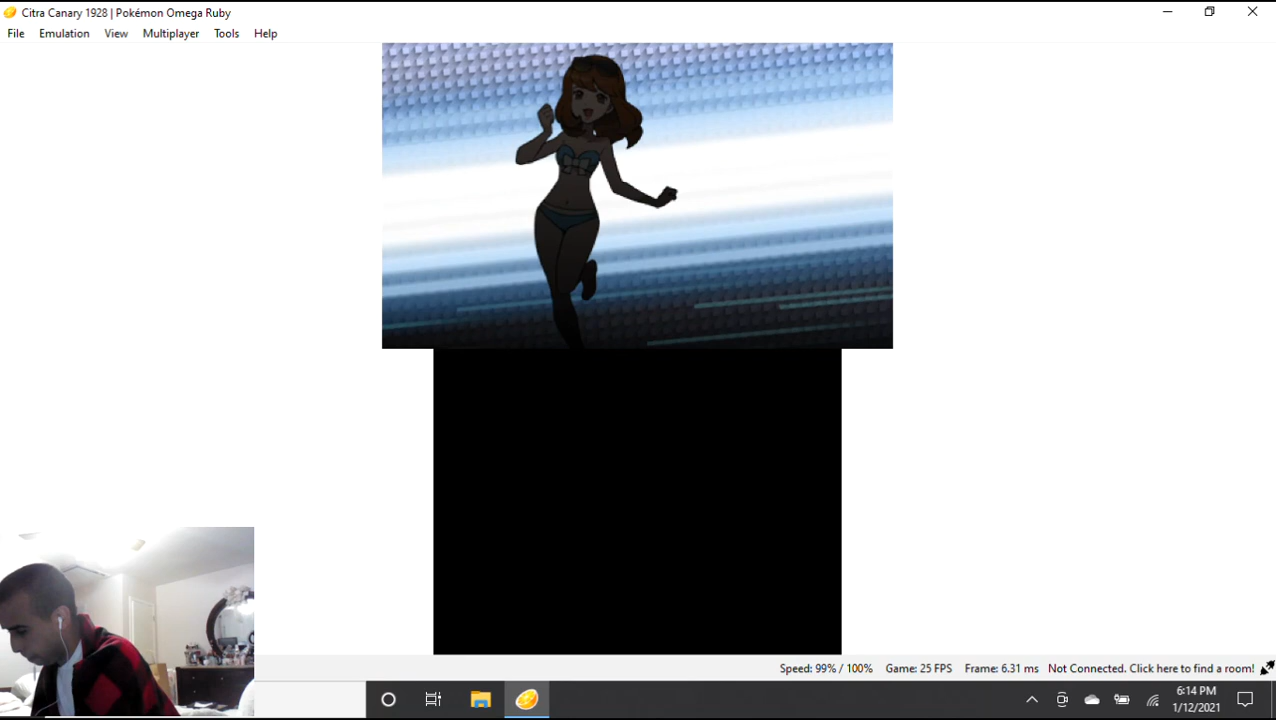 Citra Canary 1928 | Pokémon Omega Ruby
File Emulation View Multiplayer Tools Help
Speed: 99% / 100% Game: 25 FPS Frame: 6.31 ms Not Connected. Click here to find a room!
6:14 PM
1/12/2021